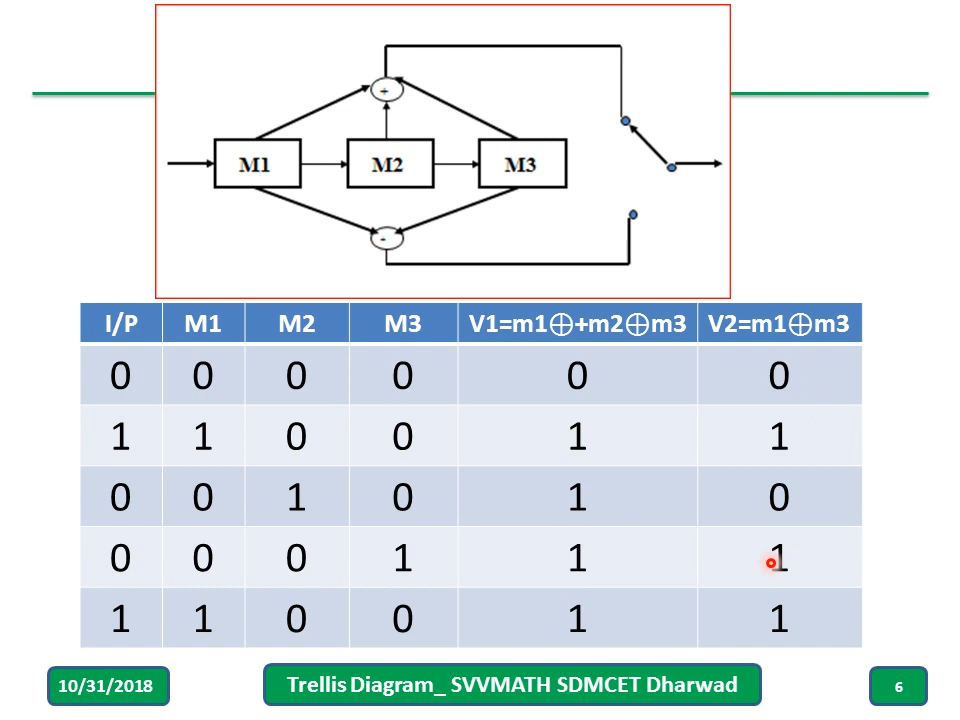 +
M1 M2 M3
-
I/P M1 M2 M3 V1=m1⊕+m2⊕m3 V2=m1⊕m3
0 0 0 0 0 0
1 1 0 0 1 1
0 0 1 0 1 0
0 0 0 1 1 1
1 1 0 0 1 1
10/31/2018 Trellis Diagram_ SVVMATH SDMCET Dharwad 6